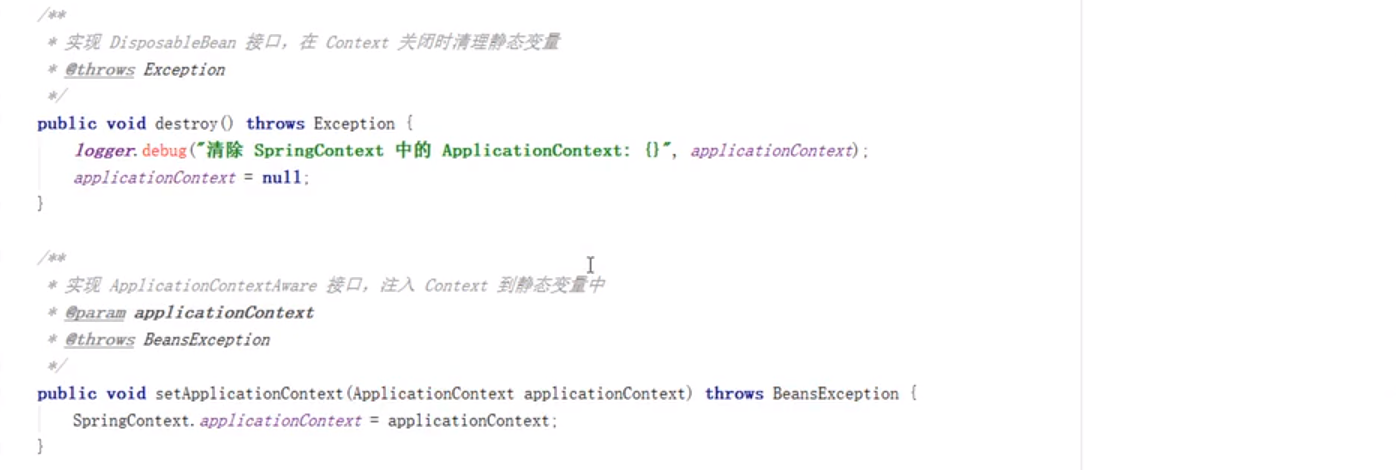 /**
* 实现 DisposableBean 接口，在 Context 关闭时清理静态变量
* @throws Exception
*/
public void destroy() throws Exception {
logger.debug("清除 SpringContext 中的 ApplicationContext: {}", applicationContext);
applicationContext = null;
}
/**
* 实现 ApplicationContextAware 接口，注入 Context 到静态变量中
* @param applicationContext
* @throws BeansException
*/
public void setApplicationContext(ApplicationContext applicationContext) throws BeansException {
SpringContext.applicationContext = applicationContext;
}